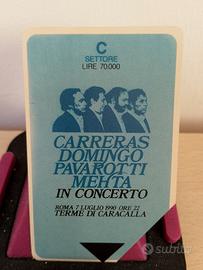 C
SETTORE
LIRE 70.000
CARRERAS
DOMINGO
PAVAROTTI
MEHTA
IN CONCERTO
ROMA 7 LUGLIO 1990 ORE 22
TERME DI CARACALLA
subito